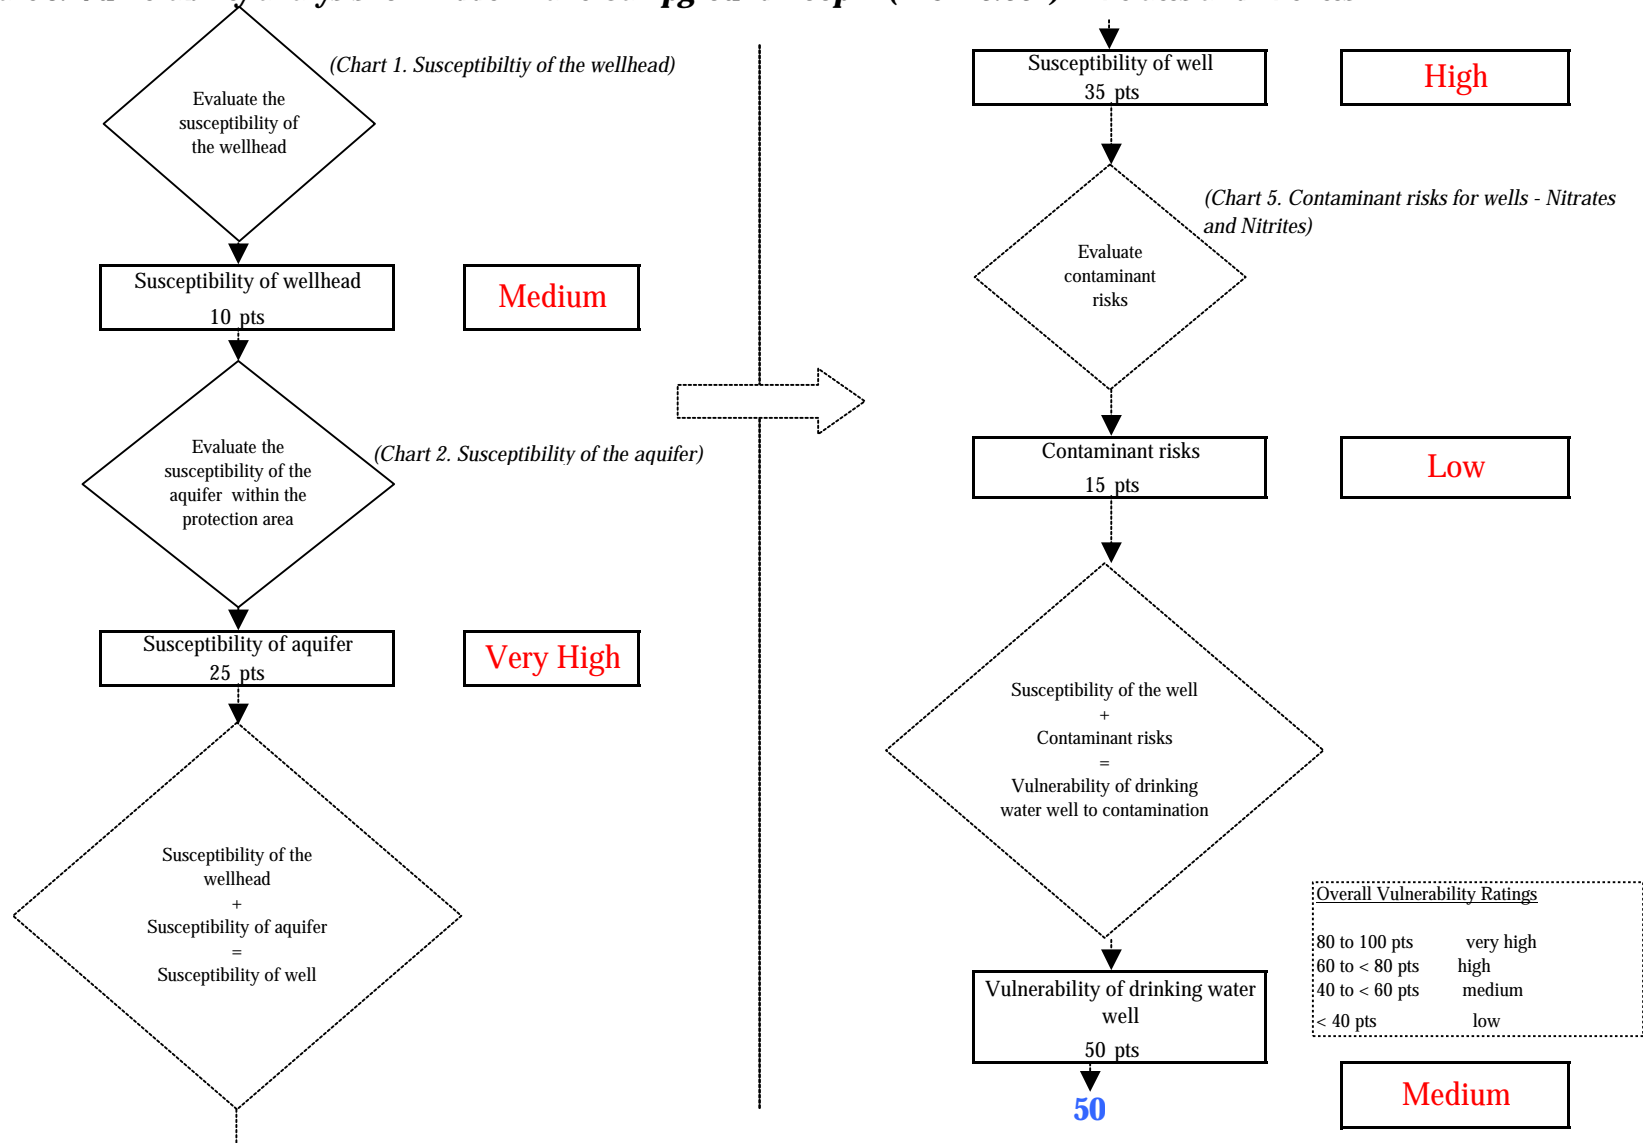 (Chart 1. Susceptibiltiy of the wellhead)
Evaluate the
susceptibility of
the wellhead
Susceptibility of wellhead
10 pts
Medium
Evaluate the
susceptibility of the
aquifer within the
protection area
(Chart 2. Susceptibility of the aquifer)
Susceptibility of aquifer
25 pts
Very High
Susceptibility of the
wellhead
+
Susceptibility of aquifer
=
Susceptibility of well
Susceptibility of well
35 pts
High
(Chart 5. Contaminant risks for wells - Nitrates
and Nitrites)
Evaluate
contaminant
risks
Contaminant risks
15 pts
Low
Susceptibility of the well
+
Contaminant risks
=
Vulnerability of drinking
water well to contamination
Overall Vulnerability Ratings
80 to 100 pts very high
60 to < 80 pts high
40 to < 60 pts medium
< 40 pts low
Vulnerability of drinking water
well
50 pts
50
Medium